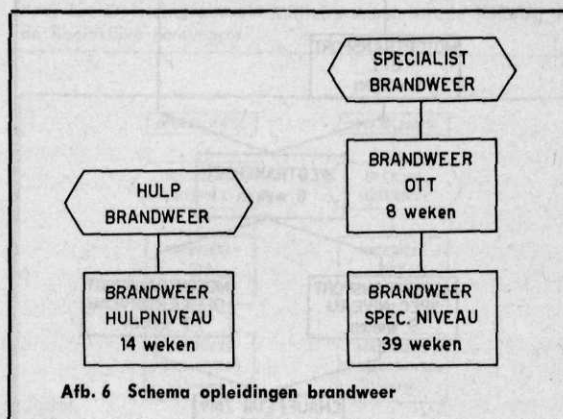 SPECIALIST
BRANDWEER
BRANDWEER
OTT
8 weken
HULP
BRANDWEER
BRANDWEER
HULPNIVEAU
14 weken
BRANDWEER
SPEC. NIVEAU
39 weken
Afb. 6 Schema opleidingen brandweer